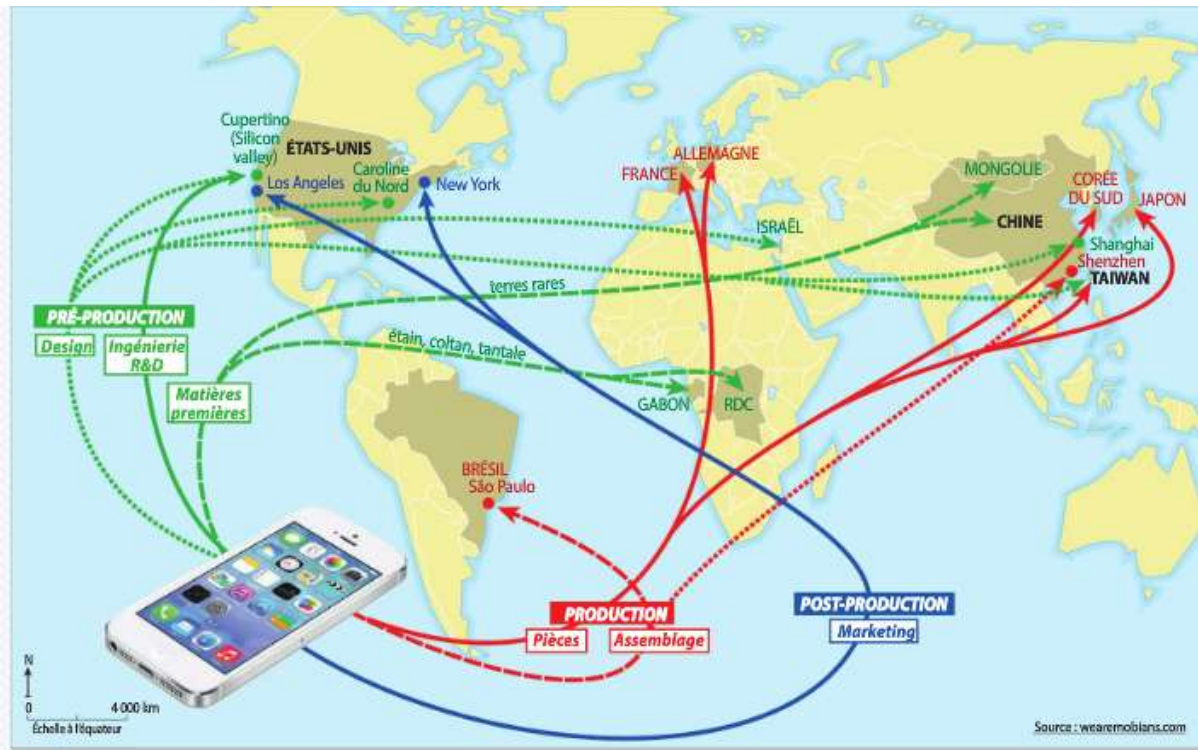 Cupertino
(Silicon
valley)
ÉTATS-UNIS
Los Angeles
Caroline
du Nord
New York
ALLEMAGNE
FRANCE
MONGOLIE
CORÉE
DU SUD
JAPON
ISRAËL
CHINE
Shanghai
Shenzhen
TAIWAN
terres rares
PRÉ-PRODUCTION
Design
Ingénierie
R&D
étain, coltan, tantale
Matières
premières
GABON
RDC
BRÉSIL
São Paulo
PRODUCTION
Pièces
Assemblage
POST-PRODUCTION
Marketing
N
0
4 000 km
Échelle à l'équateur
Source : wearemobians.com